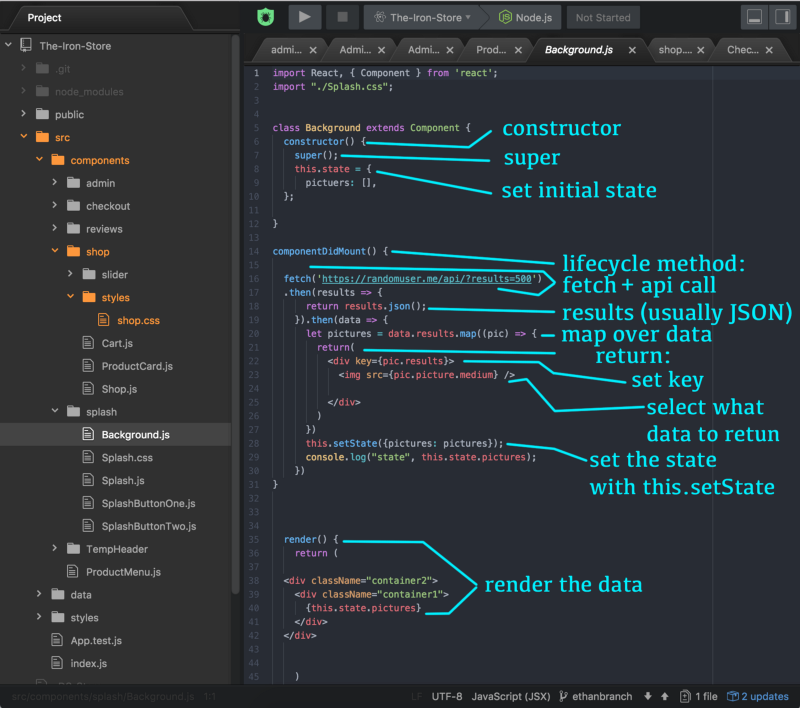 Project
The-Iron-Store
Node.js
Not Started
The-Iron-Store
.git
node_modules
public
src
components
admin
checkout
reviews
shop
slider
styles
shop.css
Cart.js
ProductCard.js
Shop.js
splash
Background.js
Splash.css
Splash.js
SplashButtonOne.js
SplashButtonTwo.js
TempHeader
ProductMenu.js
data
styles
App.test.js
index.js
admi...
Admi...
Admi...
Prod...
Background.js
shop....
Chec...
1 import React, { Component } from 'react';
2 import "./Splash.css";
3
4
5 class Background extends Component {
6 constructor() {
7 super();
8 this.state = {
9 pictuers: [],
10 };
11
12 }
13
14 componentDidMount() {
15
16 fetch('https://randomuser.me/api/?results=500')
17 .then(results => {
18 return results.json();
19 }).then(data => {
20 let pictures = data.results.map((pic) => {
21 return(
22 <div key={pic.results}>
23 <img src={pic.picture.medium} />
24
25 </div>
26 )
27 })
28 this.setState({pictures: pictures});
29 console.log("state", this.state.pictures);
30 })
31 }
32
33
34
35 render() {
36 return (
37
38 <div className="container2">
39 <div className="container1">
40 {this.state.pictures}
41 </div>
42 </div>
43
44
45 )
constructor
super
set initial state
lifecycle method:
fetch + api call
results (usually JSON)
map over data
return:
set key
select what
data to retun
set the state
with this.setState
render the data
src/components/splash/Background.js 1:1
LF UTF-8 JavaScript (JSX) ethanbranch 1 file 2 updates